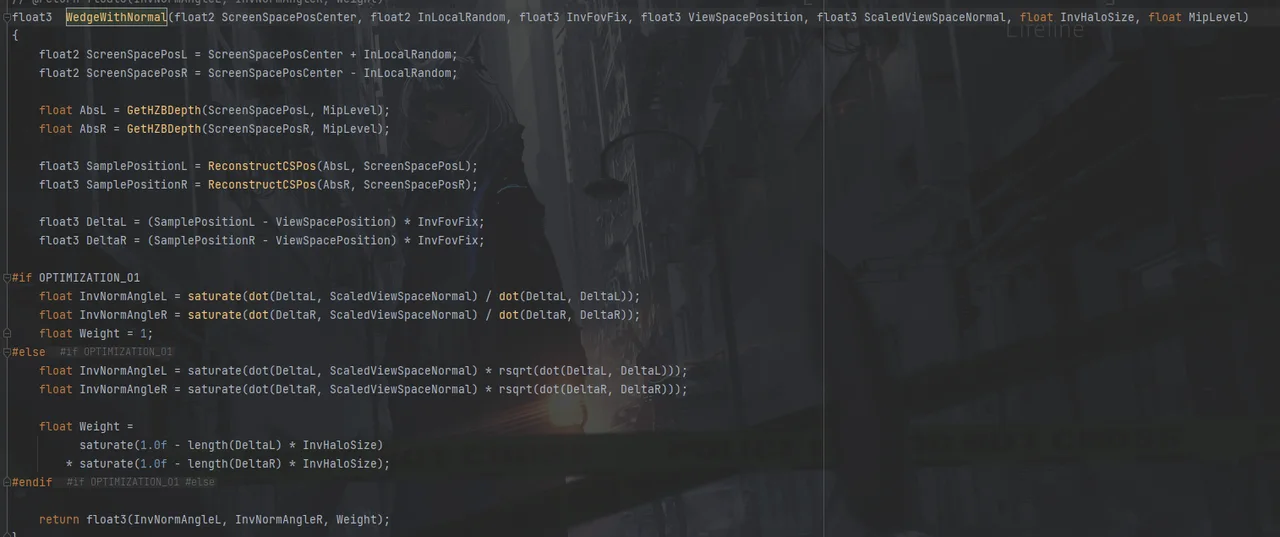 // @return float3(InvNormAngleL, InvNormAngleR, Weight)
float3  WedgeWithNormal(float2 ScreenSpacePosCenter, float2 InLocalRandom, float3 InvFovFix, float3 ViewSpacePosition, float3 ScaledViewSpaceNormal, float InvHaloSize, float MipLevel)
{
Lifeline
    float2 ScreenSpacePosL = ScreenSpacePosCenter + InLocalRandom;
    float2 ScreenSpacePosR = ScreenSpacePosCenter - InLocalRandom;
    float AbsL = GetHZBDepth(ScreenSpacePosL, MipLevel);
    float AbsR = GetHZBDepth(ScreenSpacePosR, MipLevel);
    float3 SamplePositionL = ReconstructCSPos(AbsL, ScreenSpacePosL);
    float3 SamplePositionR = ReconstructCSPos(AbsR, ScreenSpacePosR);
    float3 DeltaL = (SamplePositionL - ViewSpacePosition) * InvFovFix;
    float3 DeltaR = (SamplePositionR - ViewSpacePosition) * InvFovFix;
#if OPTIMIZATION_O1
    float InvNormAngleL = saturate(dot(DeltaL, ScaledViewSpaceNormal) / dot(DeltaL, DeltaL));
    float InvNormAngleR = saturate(dot(DeltaR, ScaledViewSpaceNormal) / dot(DeltaR, DeltaR));
    float Weight = 1;
#else  #if OPTIMIZATION_O1
    float InvNormAngleL = saturate(dot(DeltaL, ScaledViewSpaceNormal) * rsqrt(dot(DeltaL, DeltaL)));
    float InvNormAngleR = saturate(dot(DeltaR, ScaledViewSpaceNormal) * rsqrt(dot(DeltaR, DeltaR)));
    float Weight =
          saturate(1.0f - length(DeltaL) * InvHaloSize)
        * saturate(1.0f - length(DeltaR) * InvHaloSize);
#endif  #if OPTIMIZATION_O1 #else
    return float3(InvNormAngleL, InvNormAngleR, Weight);
}